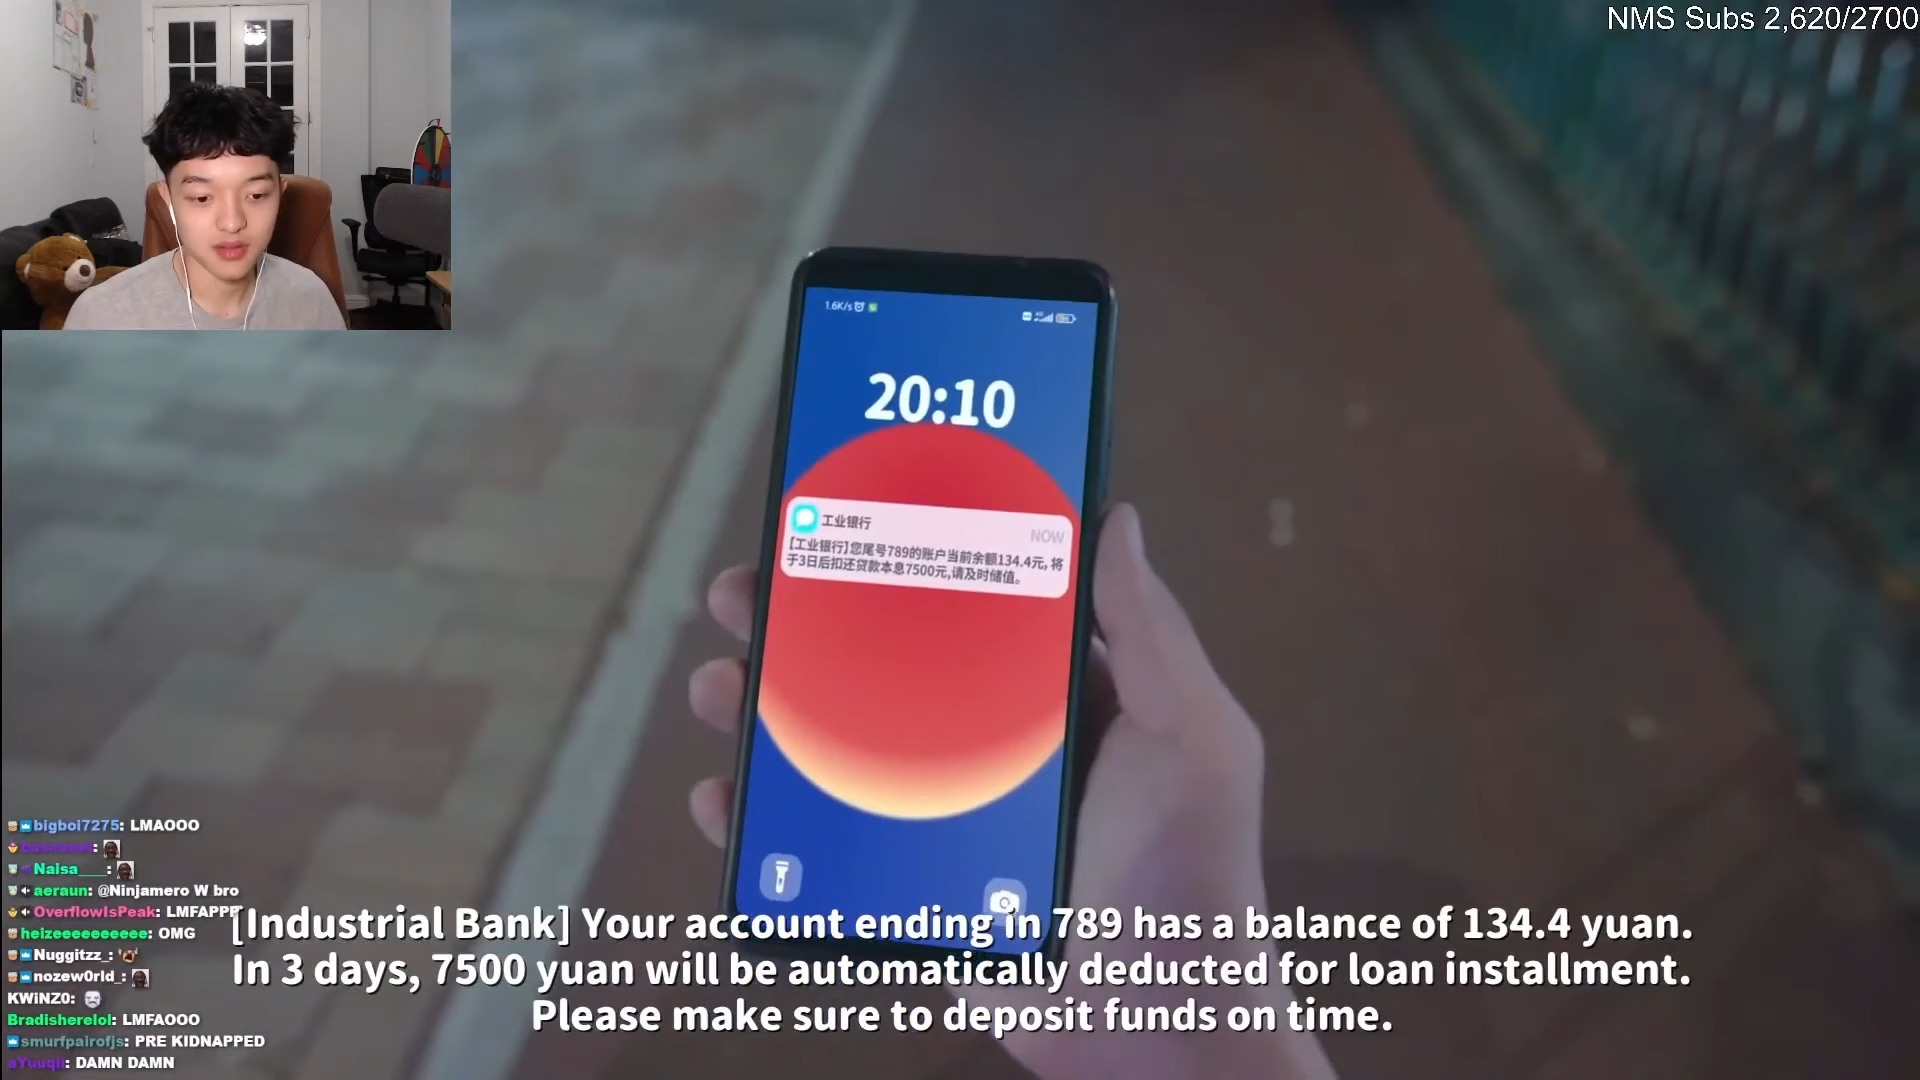 NMS Subs 2,620/2700
1.6K/s
20:10
工业银行
NOW
【工业银行】您尾号789的账户当前余额134.4元，将
于3日后扣还贷款本息7500元,请及时储值。
bigboi7275: LMAOOO
Naisa___:
aeraun: @Ninjamero W bro
OverflowIsPeak: LMFAPPP
heizeeeeeeeeee: OMG
Nuggitzz_:
nozew0rld_:
KWiNZ0:
Bradisherelol: LMFAOOO
smurfpairofjs: PRE KIDNAPPED
aYuuqii: DAMN DAMN
[Industrial Bank] Your account ending in 789 has a balance of 134.4 yuan.
In 3 days, 7500 yuan will be automatically deducted for loan installment.
Please make sure to deposit funds on time.